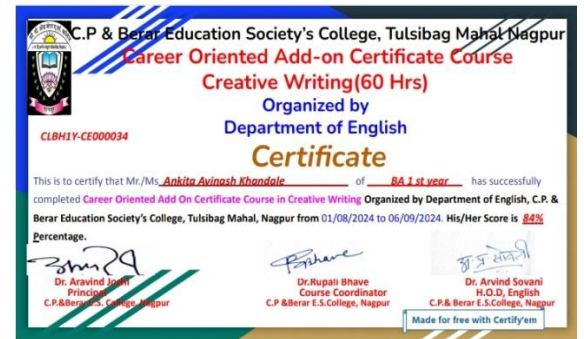 C.P & Berar Education Society's College, Tulsibag Mahal Nagpur
Career Oriented Add-on Certificate Course
Creative Writing(60 Hrs)
Organized by
Department of English
CLBH1Y-CE000034
Certificate
This is to certify that Mr./Ms. Ankita Avinash Khandale of BA 1 st year has successfully
completed Career Oriented Add On Certificate Course in Creative Writing Organized by Department of English, C.P. &
Berar Education Society's College, Tulsibag Mahal, Nagpur from 01/08/2024 to 06/09/2024. His/Her Score is 84%
Percentage.
Dr. Aravind Joshi
Principal
C.P.&Berar E.S. College, Nagpur
Dr.Rupali Bhave
Course Coordinator
C.P &Berar E.S.College, Nagpur
Dr. Arvind Sovani
H.O.D, English
C.P.& Berar E.S.College, Nagpur
Made for free with Certify'em